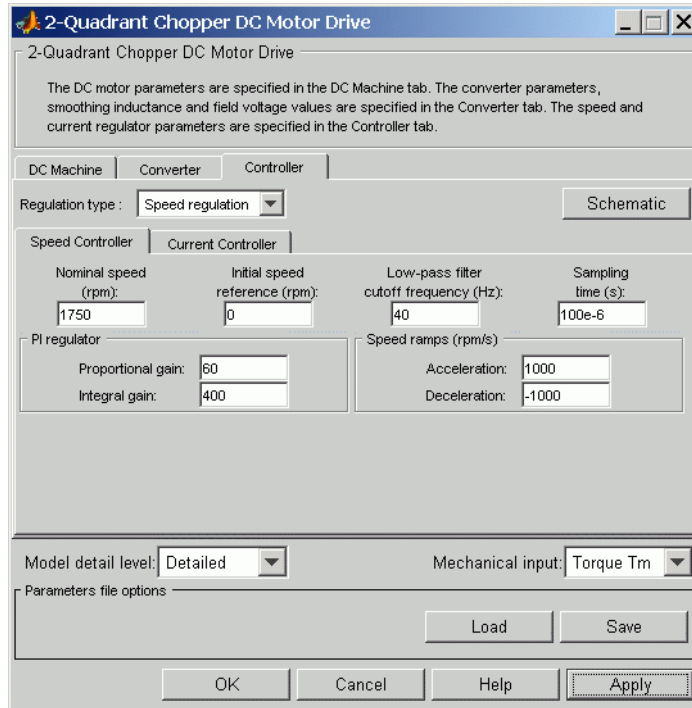 2-Quadrant Chopper DC Motor Drive
2-Quadrant Chopper DC Motor Drive
The DC motor parameters are specified in the DC Machine tab. The converter parameters,
smoothing inductance and field voltage values are specified in the Converter tab. The speed and
current regulator parameters are specified in the Controller tab.
DC Machine Converter Controller
Regulation type : Speed regulation Schematic
Speed Controller Current Controller
Nominal speed Initial speed Low-pass filter Sampling
(rpm): reference (rpm): cutoff frequency (Hz): time (s):
1750 0 40 100e-6
PI regulator Speed ramps (rpm/s)
Proportional gain: 60 Acceleration: 1000
Integral gain: 400 Deceleration: -1000
Model detail level: Detailed Mechanical input: Torque Tm
Parameters file options
Load Save
OK Cancel Help Apply